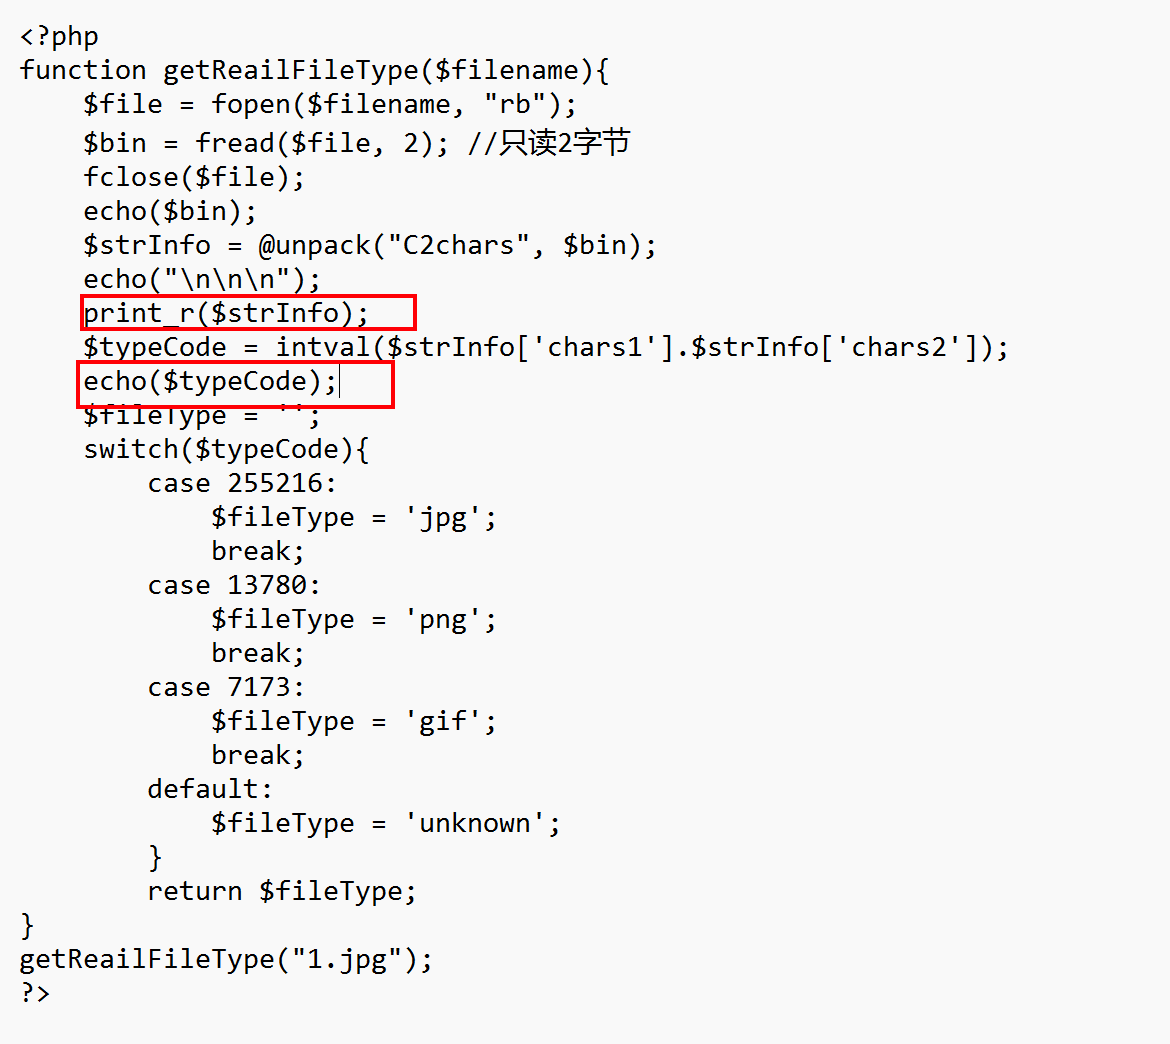 <?php
function getReailFileType($filename){
    $file = fopen($filename, "rb");
    $bin = fread($file, 2); //只读2字节
    fclose($file);
    echo($bin);
    $strInfo = @unpack("C2chars", $bin);
    echo("\n\n\n");
    print_r($strInfo);
    $typeCode = intval($strInfo['chars1'].$strInfo['chars2']);
    echo($typeCode);
    $fileType = '';
    switch($typeCode){
        case 255216:
            $fileType = 'jpg';
            break;
        case 13780:
            $fileType = 'png';
            break;
        case 7173:
            $fileType = 'gif';
            break;
        default:
            $fileType = 'unknown';
        }
        return $fileType;
}
getReailFileType("1.jpg");
?>